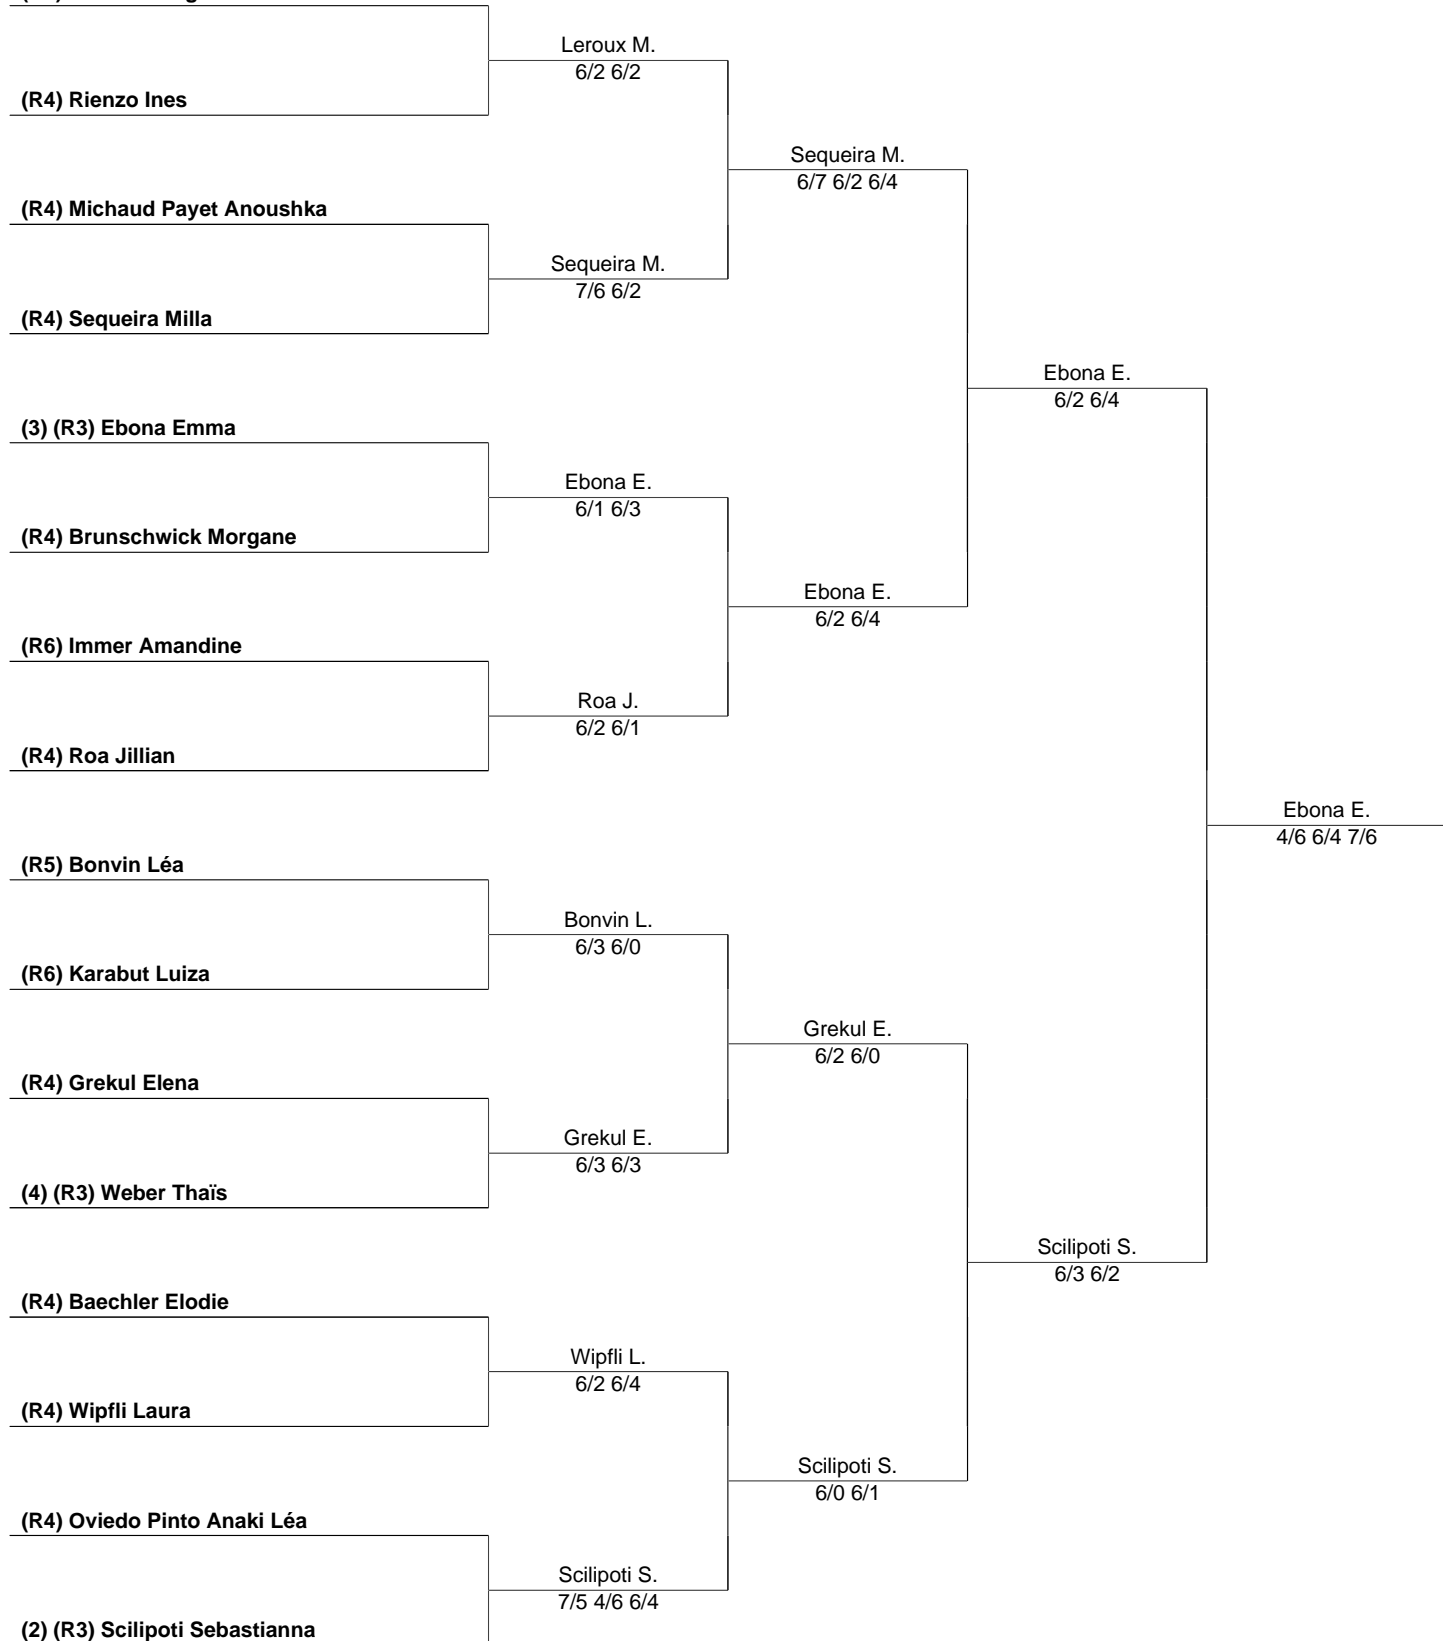 Leroux M.
6/2 6/2
(R4) Rienzo Ines
Sequeira M.
6/7 6/2 6/4
(R4) Michaud Payet Anoushka
Sequeira M.
7/6 6/2
(R4) Sequeira Milla
Ebona E.
6/2 6/4
(3) (R3) Ebona Emma
Ebona E.
6/1 6/3
(R4) Brunschwick Morgane
Ebona E.
6/2 6/4
(R6) Immer Amandine
Roa J.
6/2 6/1
(R4) Roa Jillian
Ebona E.
4/6 6/4 7/6
(R5) Bonvin Léa
Bonvin L.
6/3 6/0
(R6) Karabut Luiza
Grekul E.
6/2 6/0
(R4) Grekul Elena
Grekul E.
6/3 6/3
(4) (R3) Weber Thaïs
Scilipoti S.
6/3 6/2
(R4) Baechler Elodie
Wipfli L.
6/2 6/4
(R4) Wipfli Laura
Scilipoti S.
6/0 6/1
(R4) Oviedo Pinto Anaki Léa
Scilipoti S.
7/5 4/6 6/4
(2) (R3) Scilipoti Sebastianna